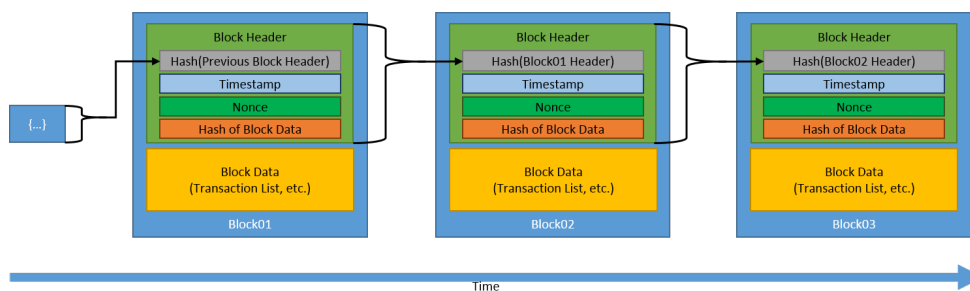 {...}
Block Header
Hash(Previous Block Header)
Timestamp
Nonce
Hash of Block Data
Block Data
(Transaction List, etc.)
Block01
Block Header
Hash(Block01 Header)
Timestamp
Nonce
Hash of Block Data
Block Data
(Transaction List, etc.)
Block02
Block Header
Hash(Block02 Header)
Timestamp
Nonce
Hash of Block Data
Block Data
(Transaction List, etc.)
Block03
Time